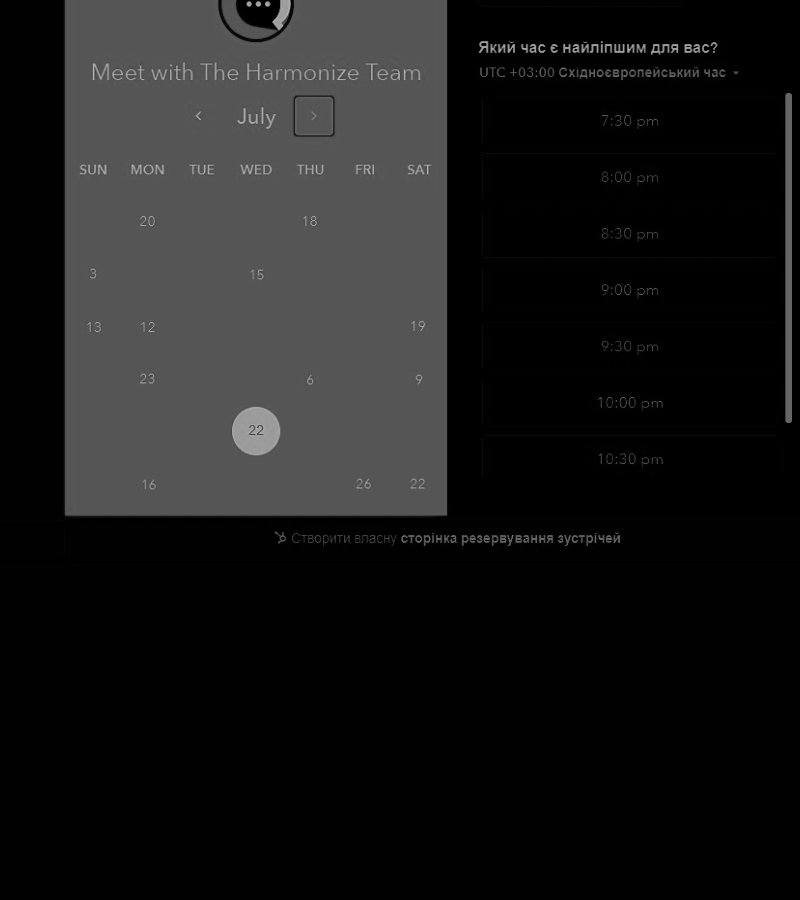 Meet with The Harmonize Team
July
SUN MON TUE WED THU FRI SAT
20 18
3 15
13 12 19
23 6 9
22
16 26 22
Який час є найліпшим для вас?
UTC +03:00 Східноєвропейський час
7:30 pm
8:00 pm
8:30 pm
9:00 pm
9:30 pm
10:00 pm
10:30 pm
Створити власну сторінка резервування зустрічей